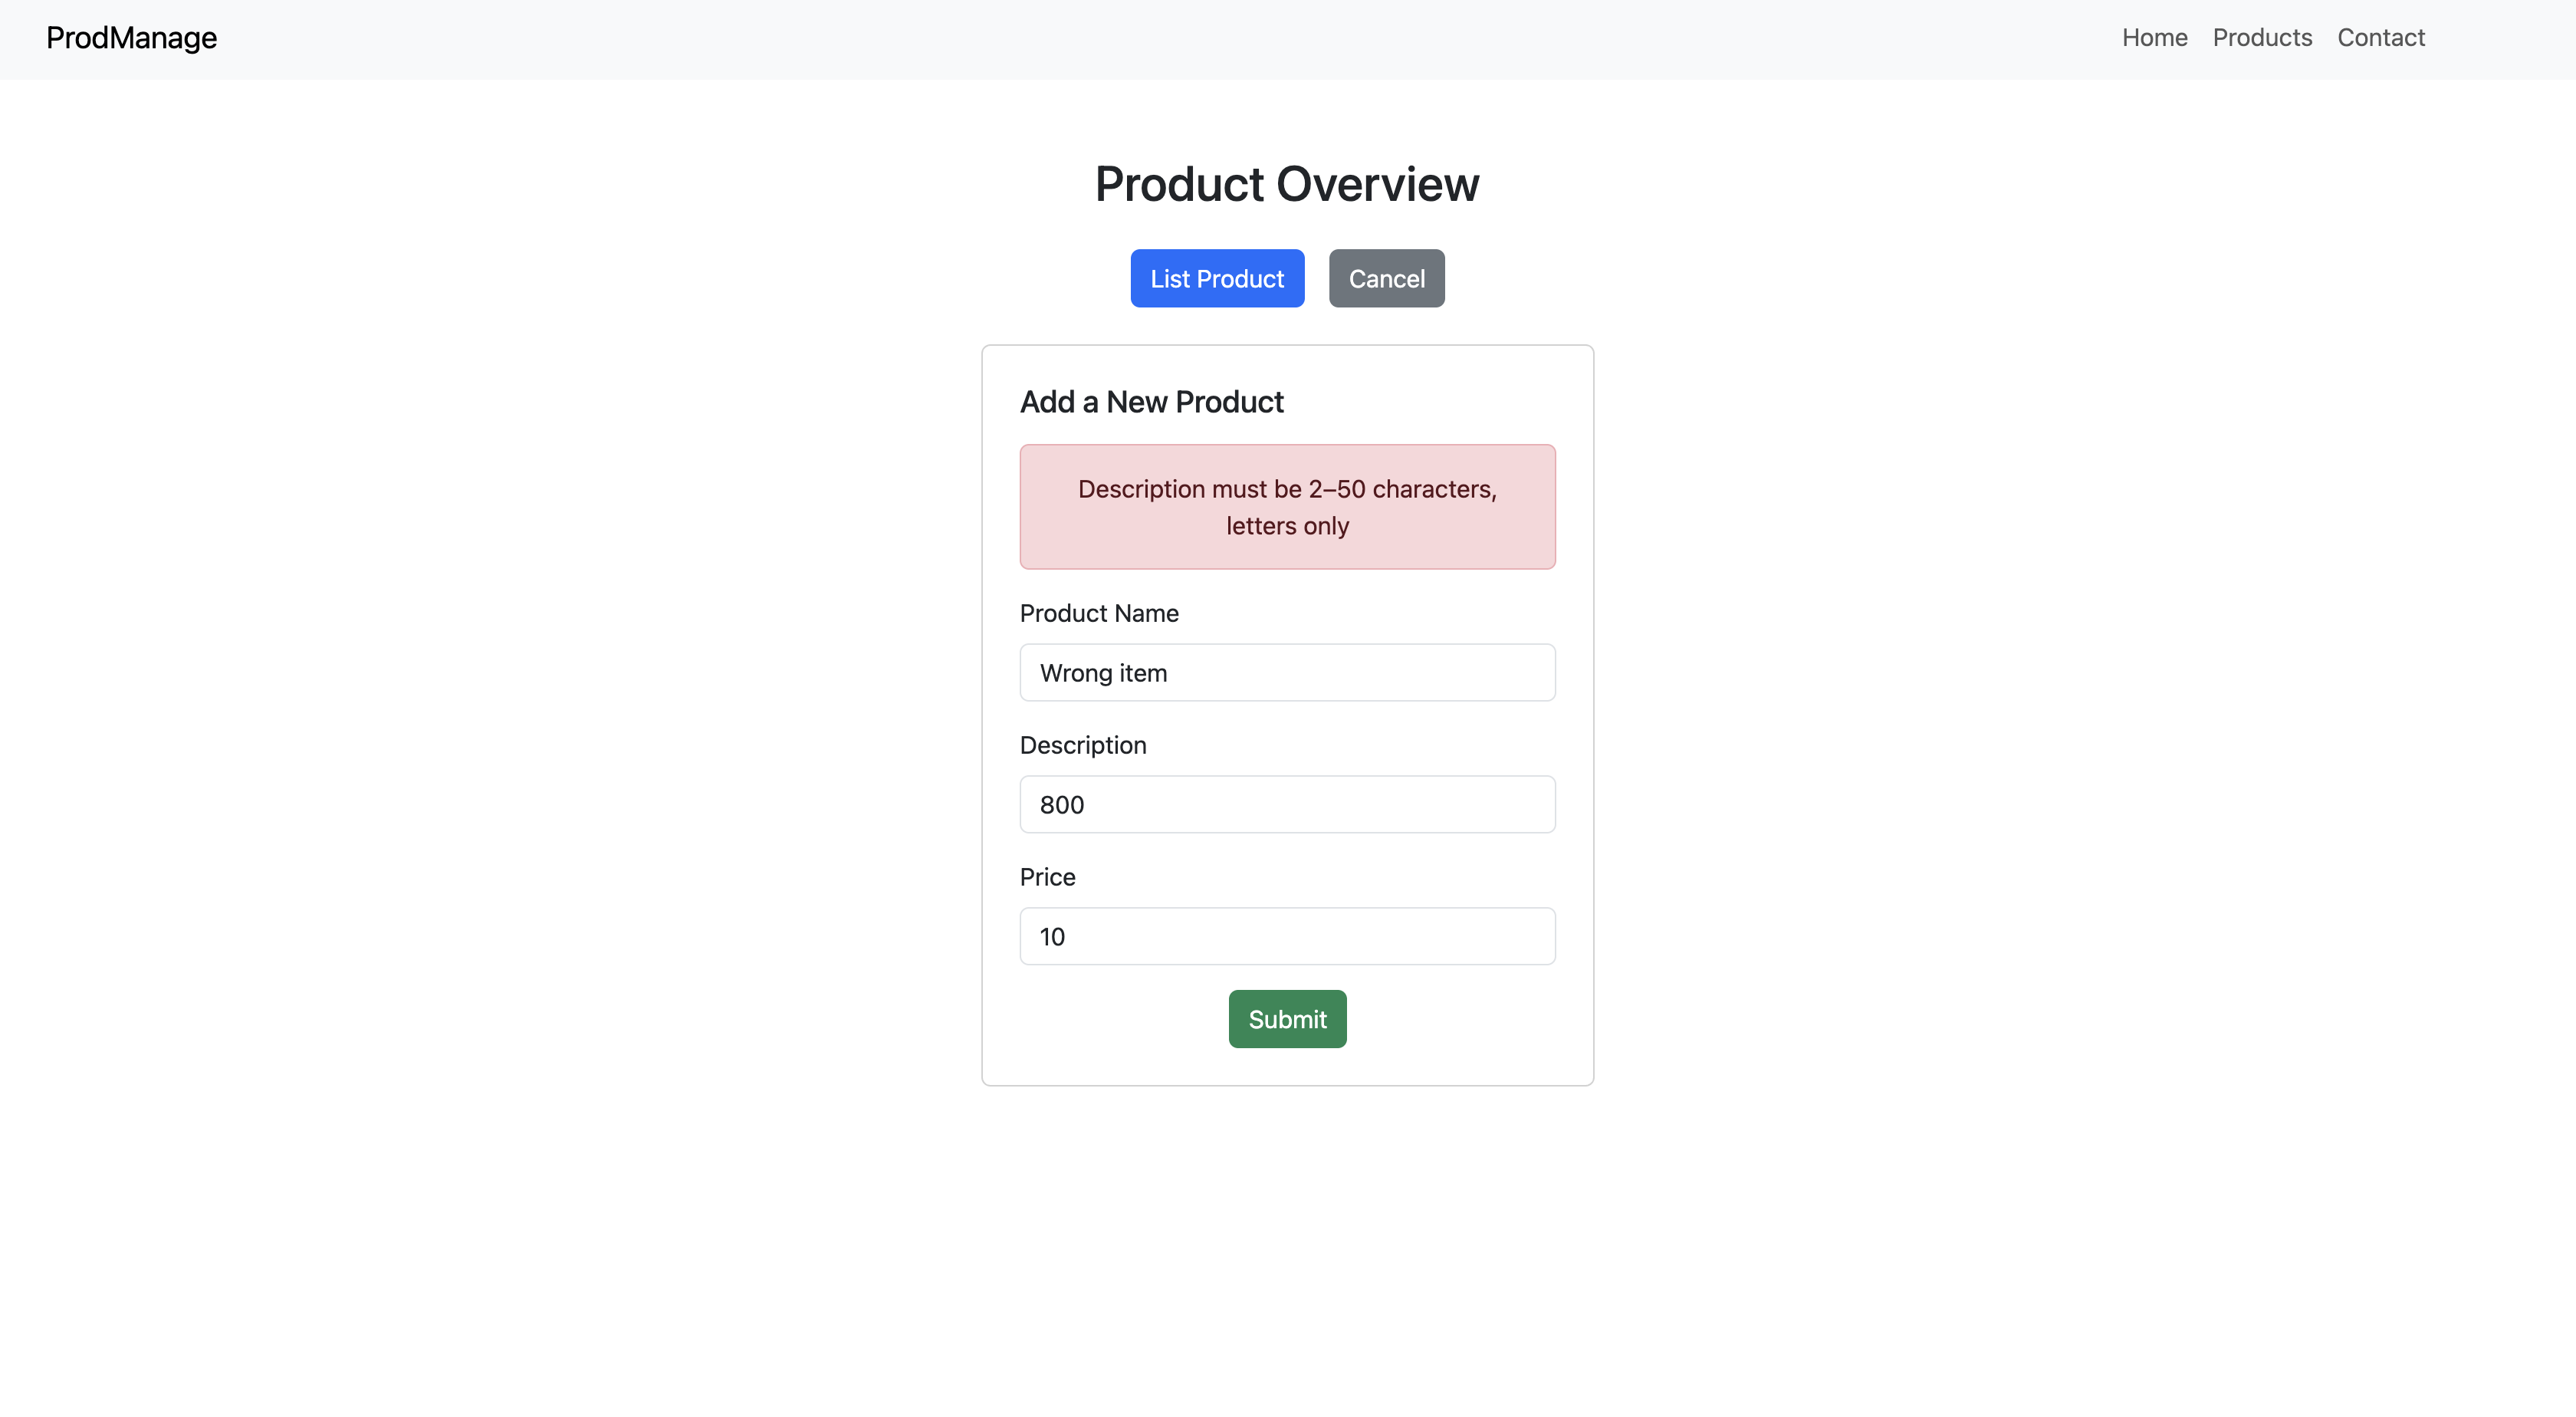 ProdManage
Home Products Contact
Product Overview
List Product Cancel
Add a New Product
Description must be 2–50 characters,
letters only
Product Name
Wrong item
Description
800
Price
10
Submit